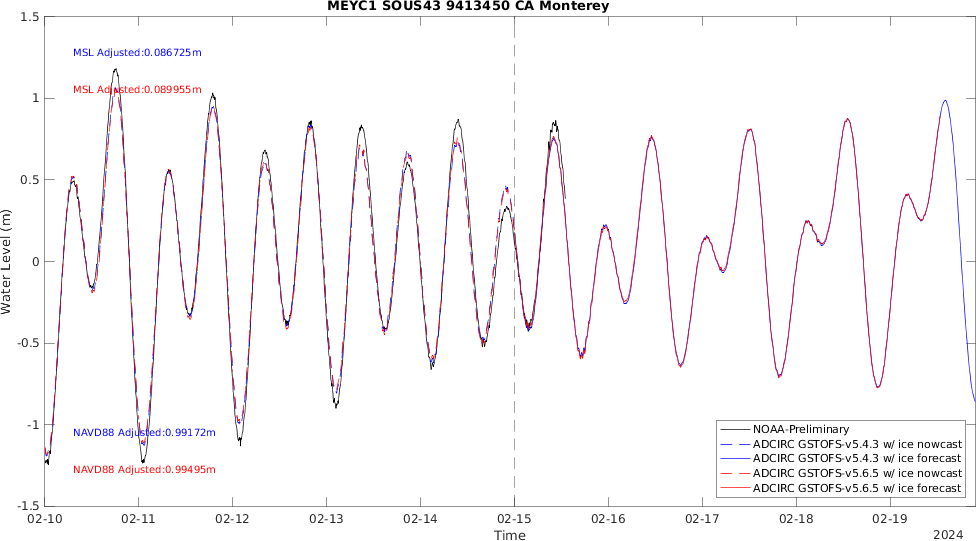 MEYC1 SOUS43 9413450 CA Monterey
1.5
MSL Adjusted:0.086725m
1
MSL Adjusted:0.089955m
0.5
0
Water Level (m)
-0.5
-1
NAVD88 Adjusted:0.99172m
NAVD88 Adjusted:0.99495m
-1.5
NOAA-Preliminary
ADCIRC GSTOFS-v5.4.3 w/ ice nowcast
ADCIRC GSTOFS-v5.4.3 w/ ice forecast
ADCIRC GSTOFS-v5.6.5 w/ ice nowcast
ADCIRC GSTOFS-v5.6.5 w/ ice forecast
02-10 02-11 02-12 02-13 02-14 02-15 02-16 02-17 02-18 02-19
Time
2024